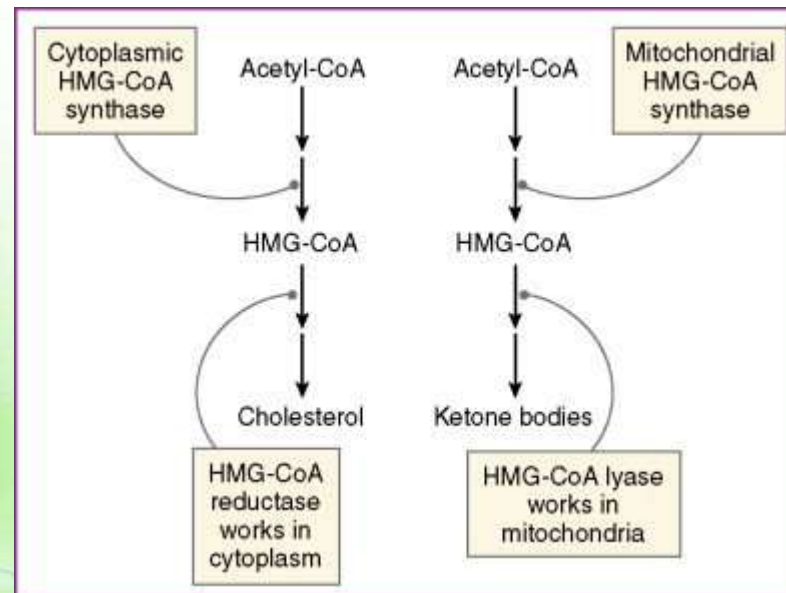 Cytoplasmic
HMG-CoA
synthase
Acetyl-CoA
Acetyl-CoA
Mitochondrial
HMG-CoA
synthase
HMG-CoA
HMG-CoA
Cholesterol
Ketone bodies
HMG-CoA
reductase
works in
cytoplasm
HMG-CoA lyase
works in
mitochondria